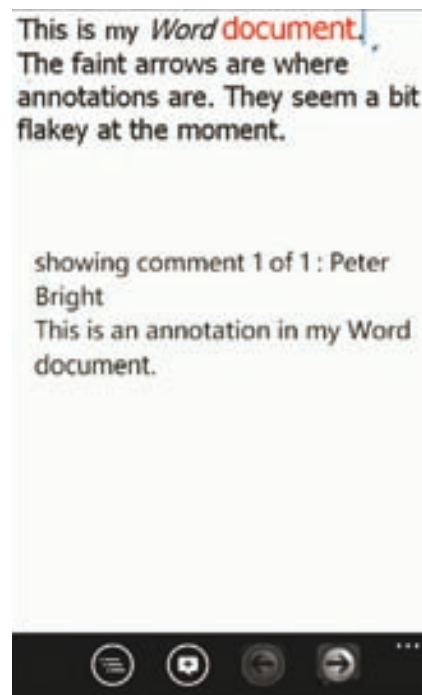 This is my Word document.
The faint arrows are where
annotations are. They seem a bit
flakey at the moment.
showing comment 1 of 1 : Peter
Bright
This is an annotation in my Word
document.